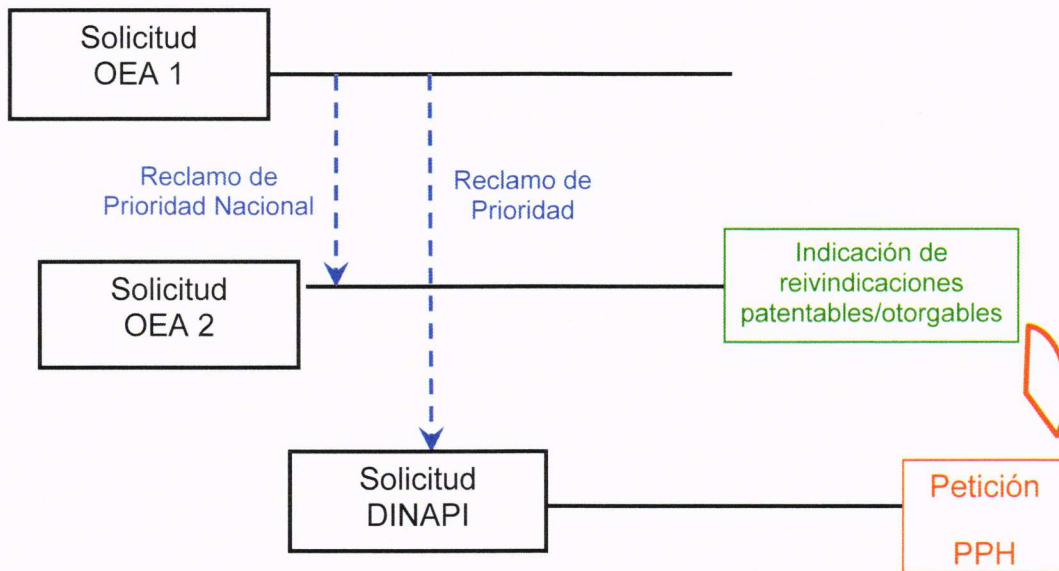 Solicitud
OEA 1
Reclamo de
Prioridad Nacional
Reclamo de
Prioridad
Solicitud
OEA 2
Indicación de
reivindicaciones
patentables/otorgables
Solicitud
DINAPI
Petición
PPH